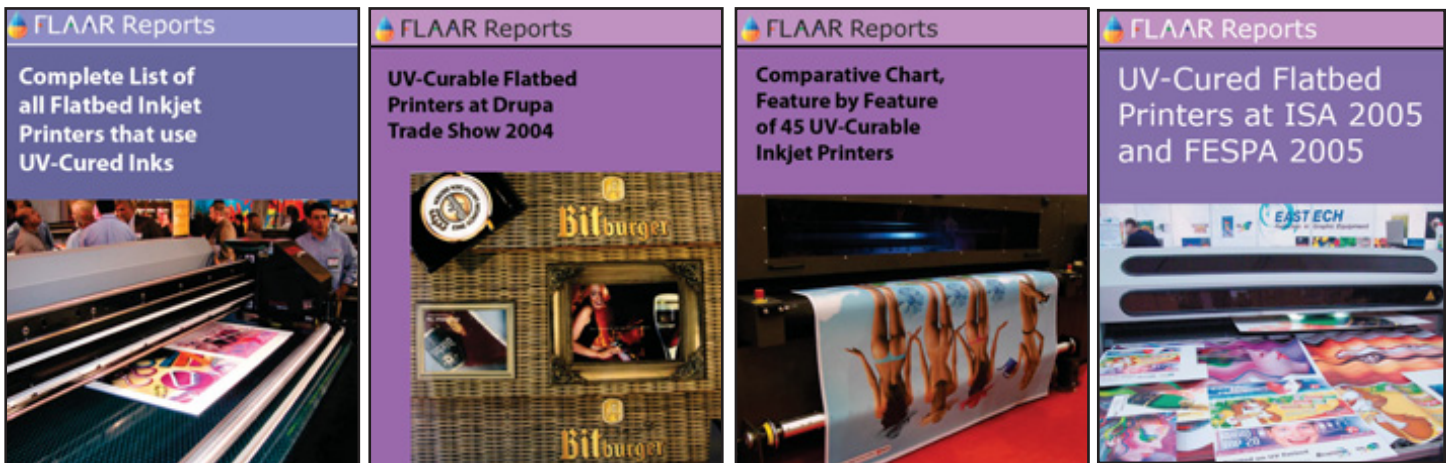 FLAAR Reports
Complete List of
all Flatbed Inkjet
Printers that use
UV-Cured Inks
FLAAR Reports
UV-Curable Flatbed
Printers at Drupa
Trade Show 2004
Bitburger
Bitburger
FLAAR Reports
Comparative Chart,
Feature by Feature
of 45 UV-Curable
Inkjet Printers
FLAAR Reports
UV-Cured Flatbed
Printers at ISA 2005
and FESPA 2005
EASTECH